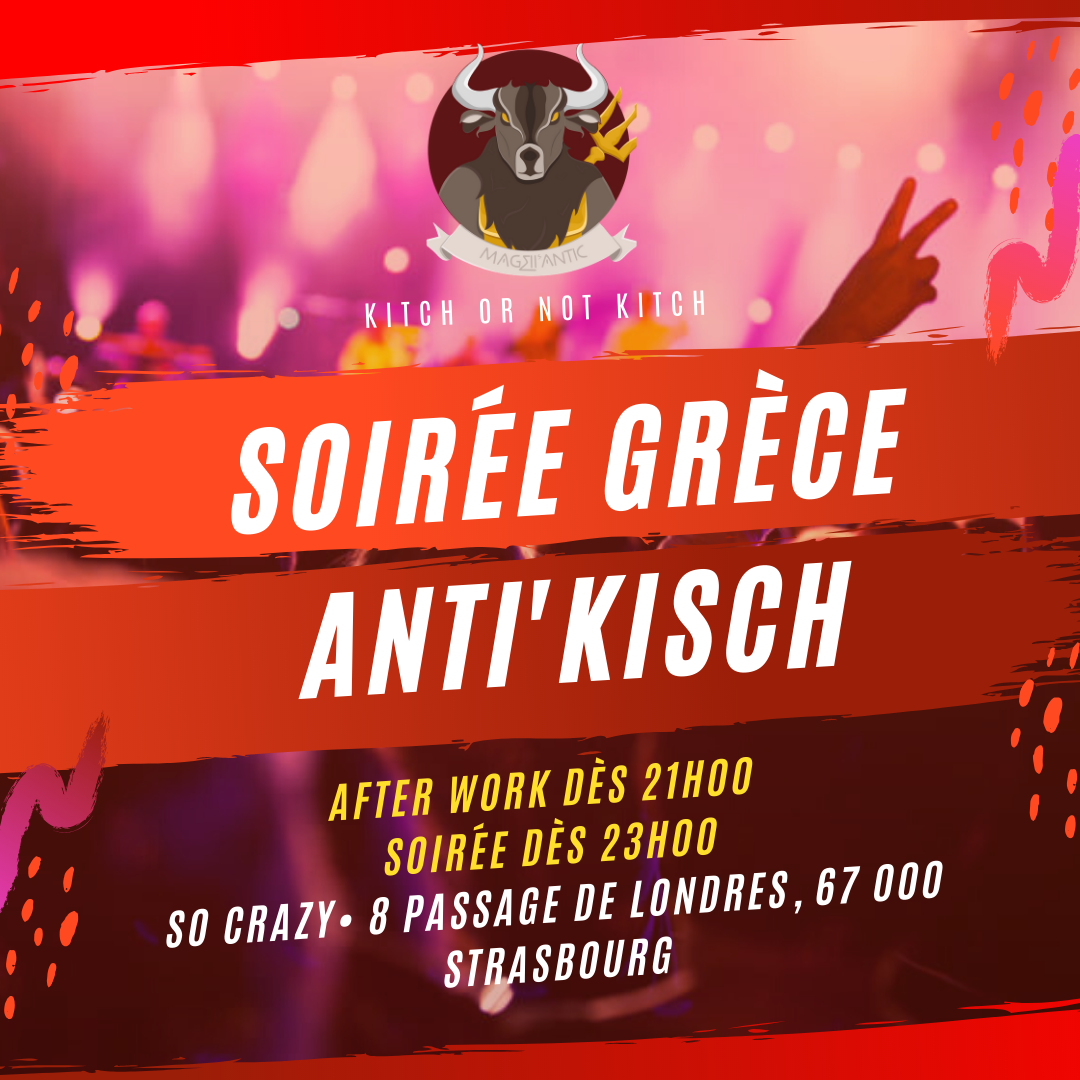 MAGΣII'ANTIC
KITCH OR NOT KITCH
SOIRÉE GRÈCE
ANTI'KISCH
AFTER WORK DÈS 21H00
SOIRÉE DÈS 23H00
SO CRAZY• 8 PASSAGE DE LONDRES, 67 000
STRASBOURG